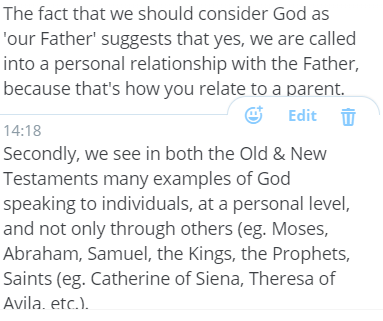 The fact that we should consider God as
'our Father' suggests that yes, we are called
into a personal relationship with the Father,
because that's how you relate to a parent.
Edit
14:18
Secondly, we see in both the Old & New
Testaments many examples of God
speaking to individuals, at a personal level,
and not only through others (eg. Moses,
Abraham, Samuel, the Kings, the Prophets,
Saints (eg. Catherine of Siena, Theresa of
Avila, etc.).